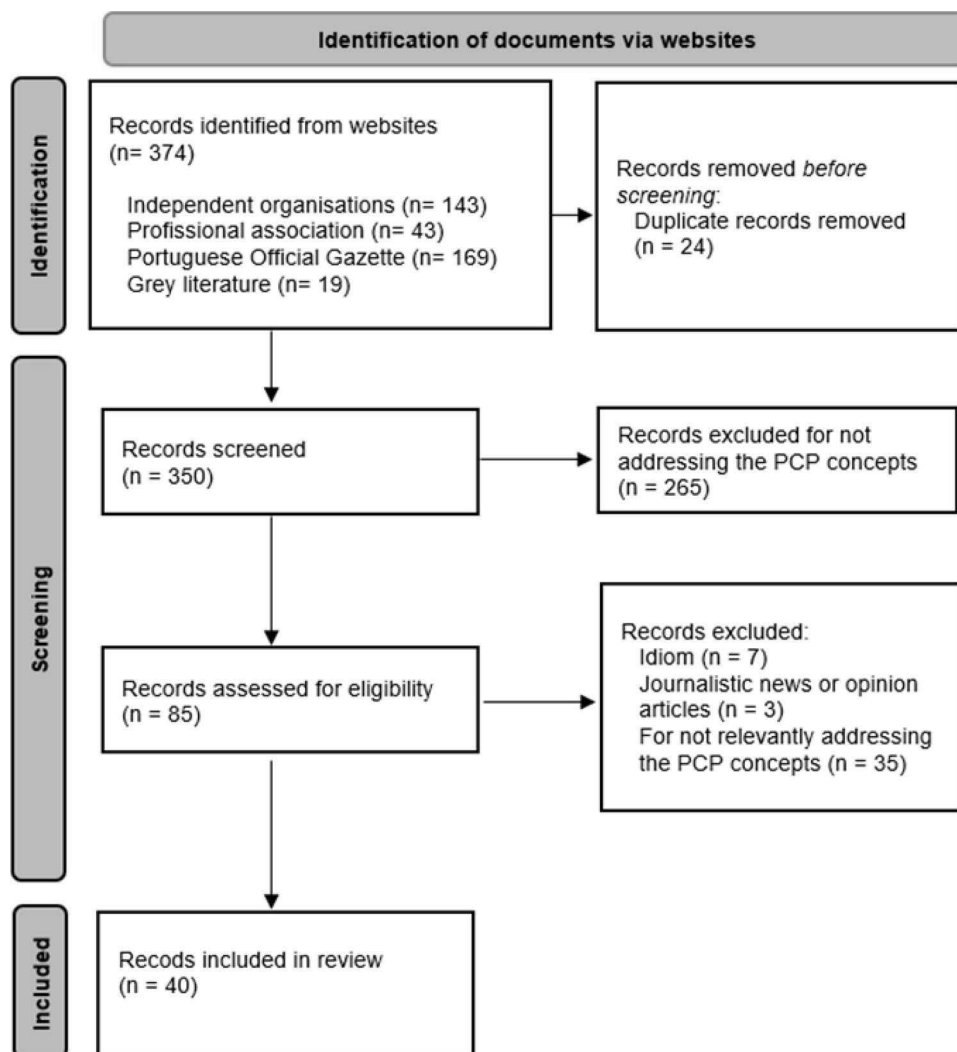 Identification of documents via websites
Identification
Records identified from websites
(n= 374)
Independent organisations (n= 143)
Profissional association (n= 43)
Portuguese Official Gazette (n= 169)
Grey literature (n= 19)
Records removed before
screening:
Duplicate records removed
(n = 24)
Screening
Records screened
(n = 350)
Records excluded for not
addressing the PCP concepts
(n = 265)
Records assessed for eligibility
(n = 85)
Records excluded:
Idiom (n = 7)
Journalistic news or opinion
articles (n = 3)
For not relevantly addressing
the PCP concepts (n = 35)
Included
Recods included in review
(n = 40)